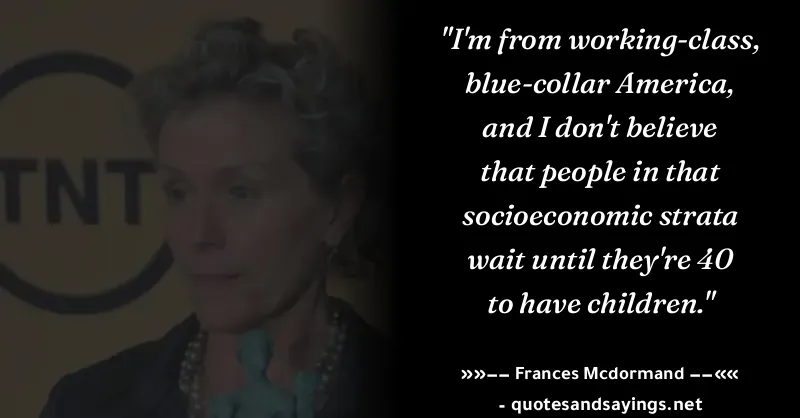 TNT
"I'm from working-class,
blue-collar America,
and I don't believe
that people in that
socioeconomic strata
wait until they're 40
to have children."
»»−− Frances Mcdormand −−««
- quotesandsayings.net